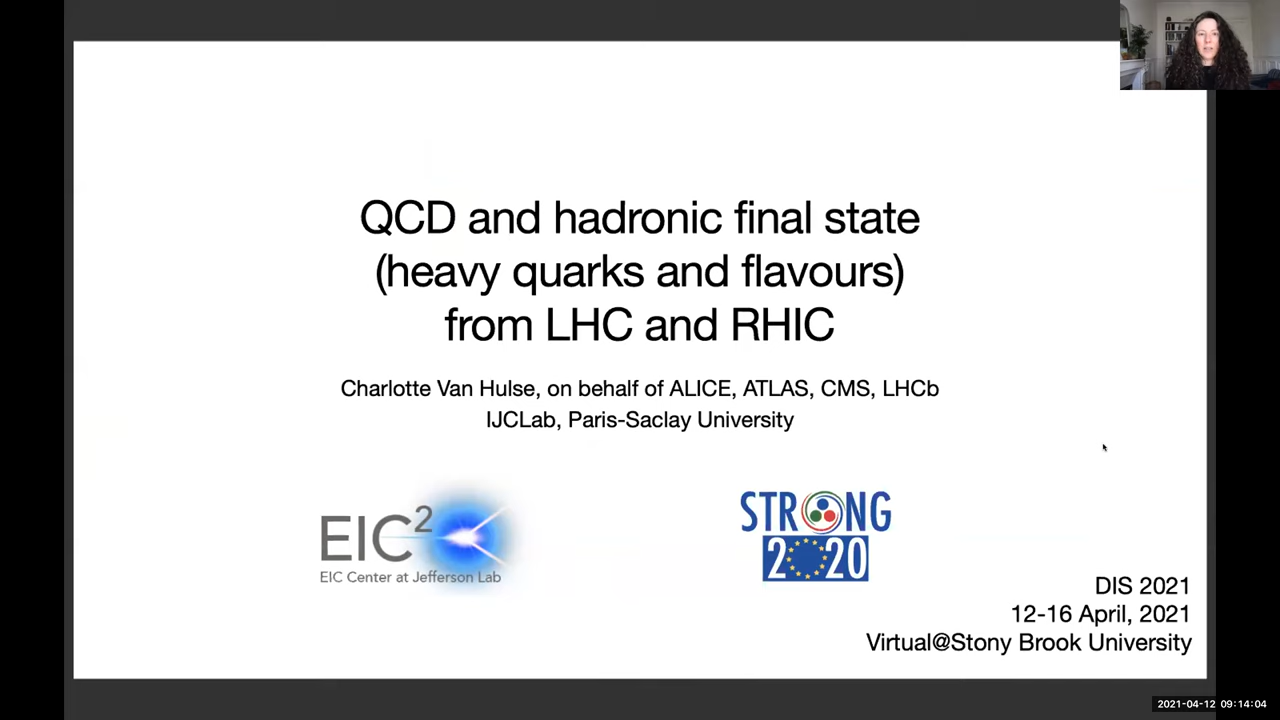 QCD and hadronic final state
(heavy quarks and flavours)
from LHC and RHIC
Charlotte Van Hulse, on behalf of ALICE, ATLAS, CMS, LHCb
IJCLab, Paris-Saclay University
EIC²
EIC Center at Jefferson Lab
STRONG
2020
DIS 2021
12-16 April, 2021
Virtual@Stony Brook University
2021-04-12 09:14:04